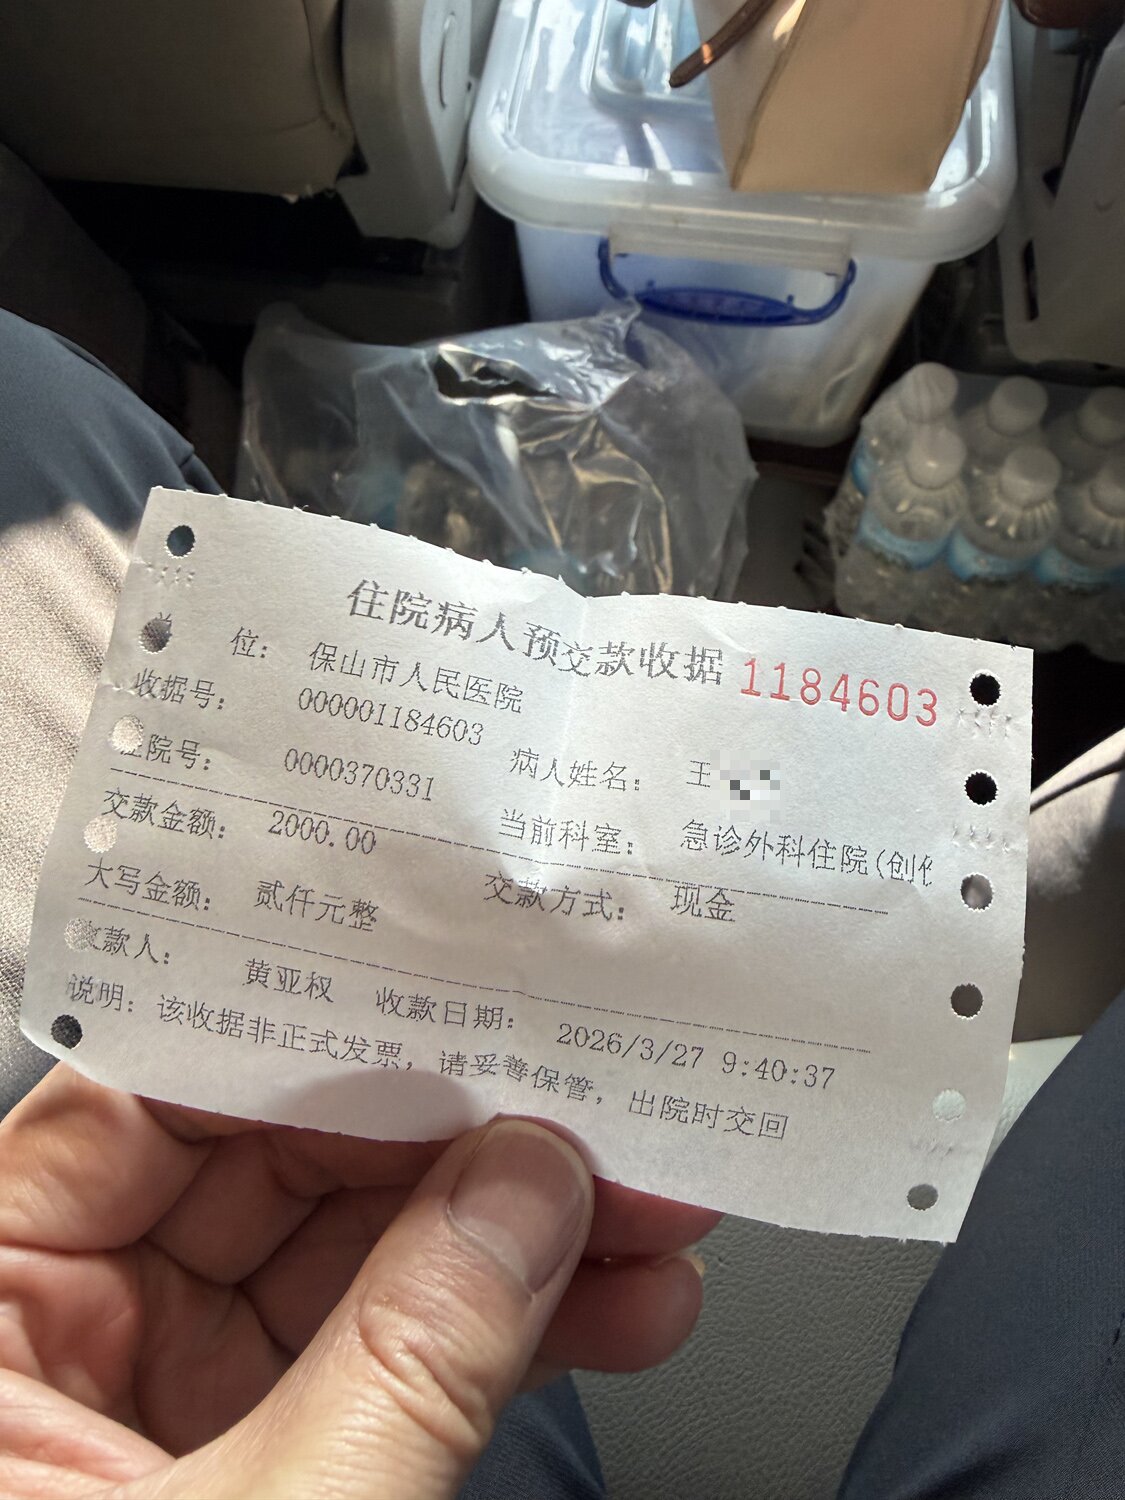 住院病人预交款收据 1184603
单 位： 保山市人民医院
收据号： 000001184603
住院号： 0000370331 病人姓名： 王
交款金额： 2000.00 当前科室： 急诊外科住院(创
大写金额： 贰仟元整 交款方式： 现金
收款人： 黄亚权 收款日期： 2026/3/27 9:40:37
说明：该收据非正式发票，请妥善保管，出院时交回